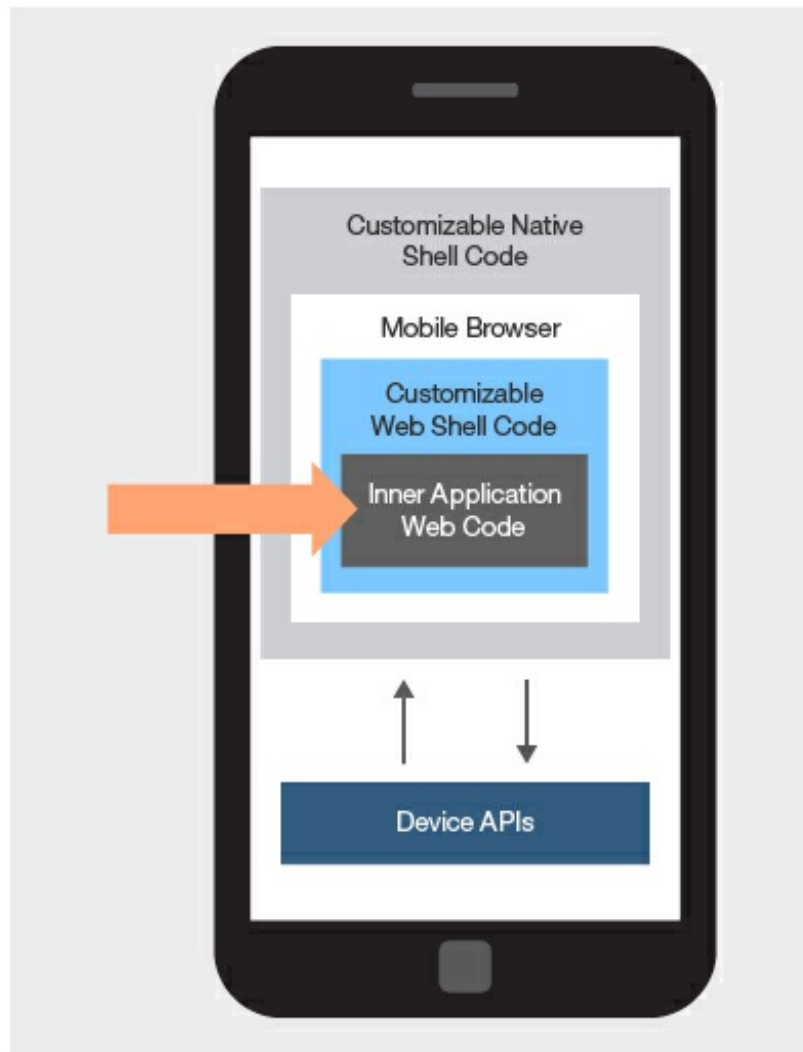 Customizable Native
Shell Code
Mobile Browser
Customizable
Web Shell Code
Inner Application
Web Code
Device APIs